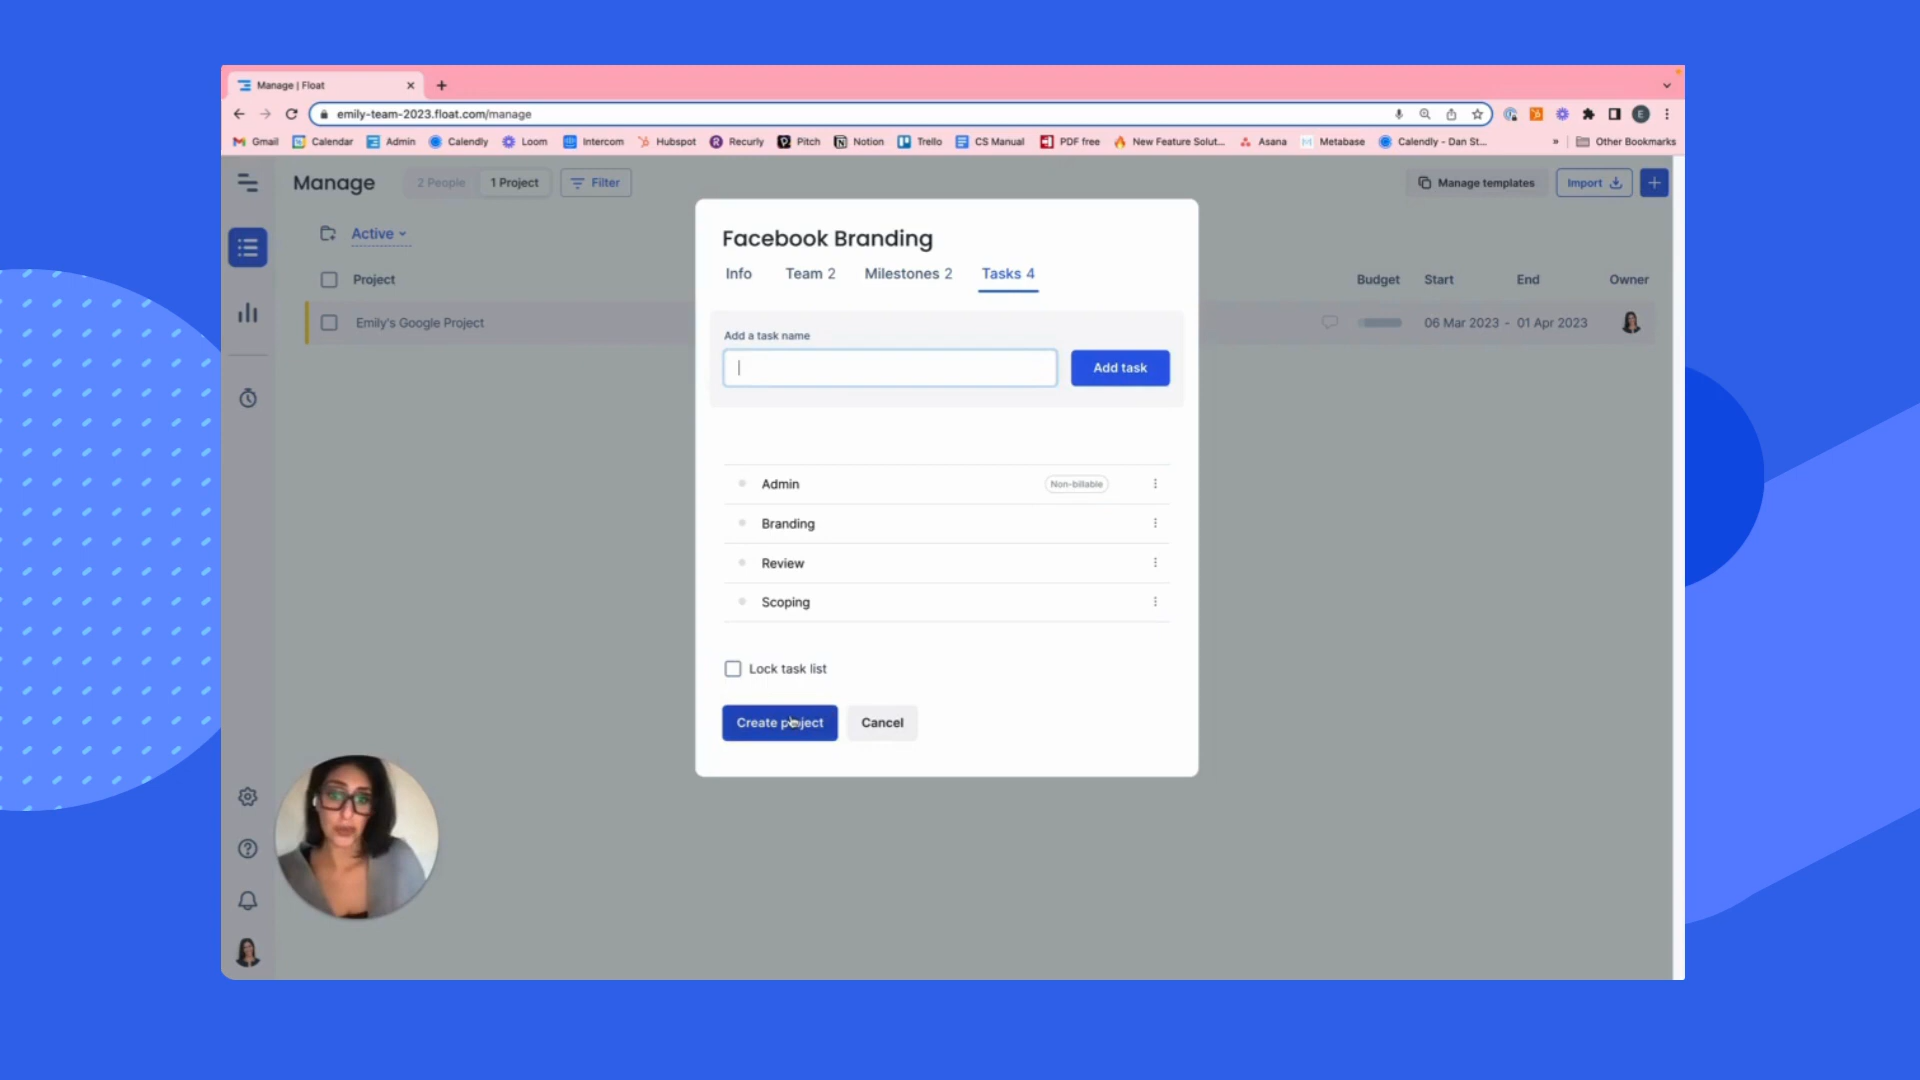 Manage | Float
emily-team-2023.float.com/manage
E
Gmail Calendar Admin Calendly Loom Intercom Hubspot Recurly Pitch Notion Trello CS Manual PDF free New Feature Solut... Asana Metabase Calendly - Dan St... » Other Bookmarks
Manage 2 People 1 Project Filter Manage templates Import
Active
Project Budget Start End Owner
Emily's Google Project 06 Mar 2023 - 01 Apr 2023
Facebook Branding
Info Team 2 Milestones 2 Tasks 4
Add a task name
Add task
Admin Non-billable
Branding
Review
Scoping
Lock task list
Create project Cancel